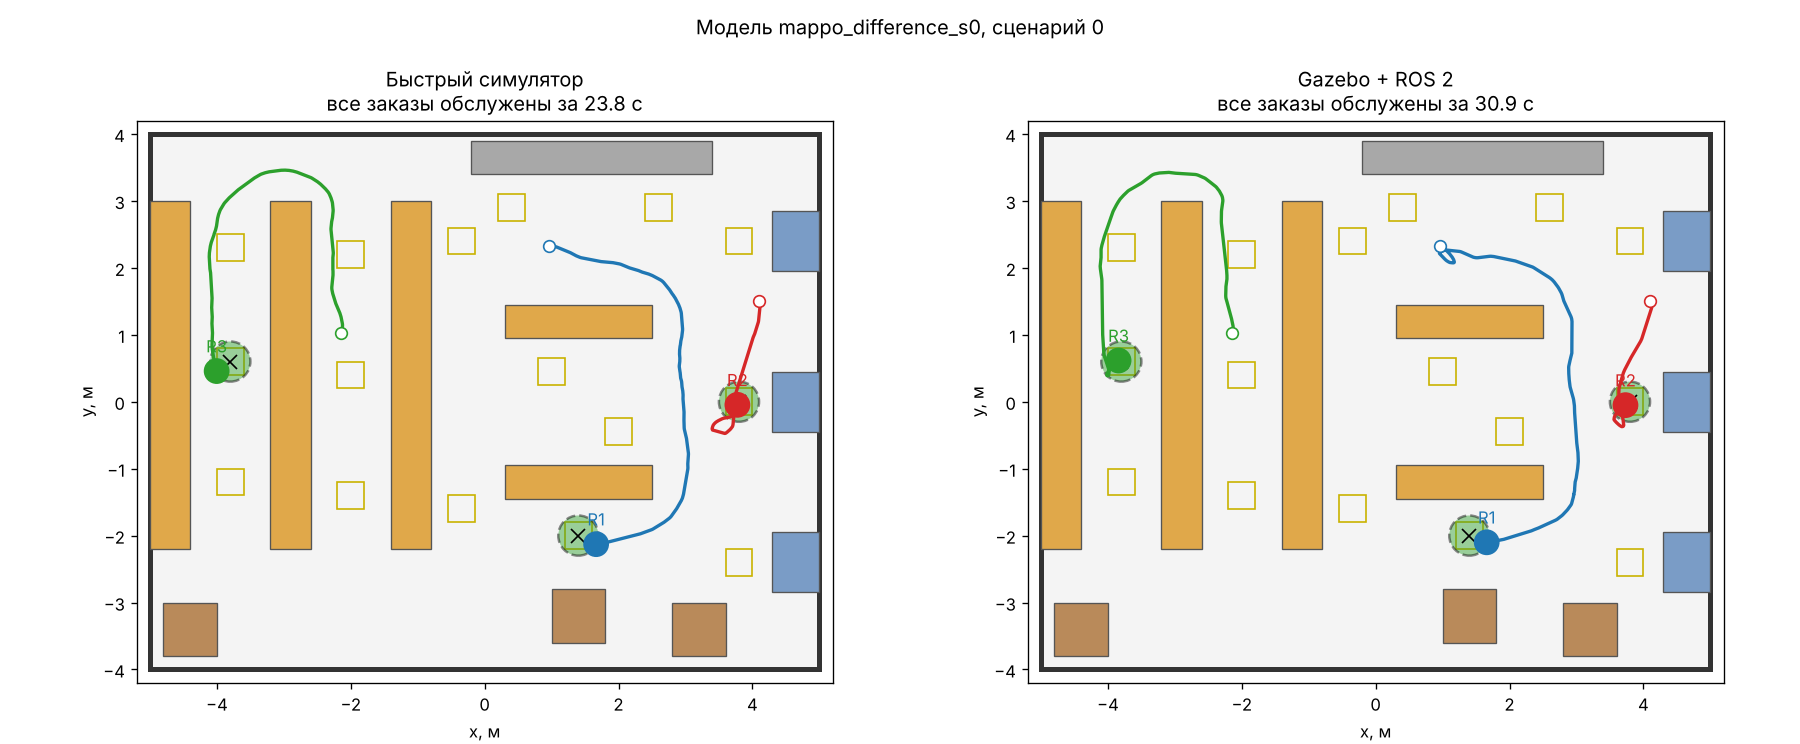 Модель mappo_difference_s0, сценарий 0
Быстрый симулятор
все заказы обслужены за 23.8 с
4
3
2
1
0
−1
−2
−3
−4
y, м
R3
R2
R1
−4
−2
0
2
4
x, м
Gazebo + ROS 2
все заказы обслужены за 30.9 с
4
3
2
1
0
−1
−2
−3
−4
y, м
R3
R2
R1
−4
−2
0
2
4
x, м